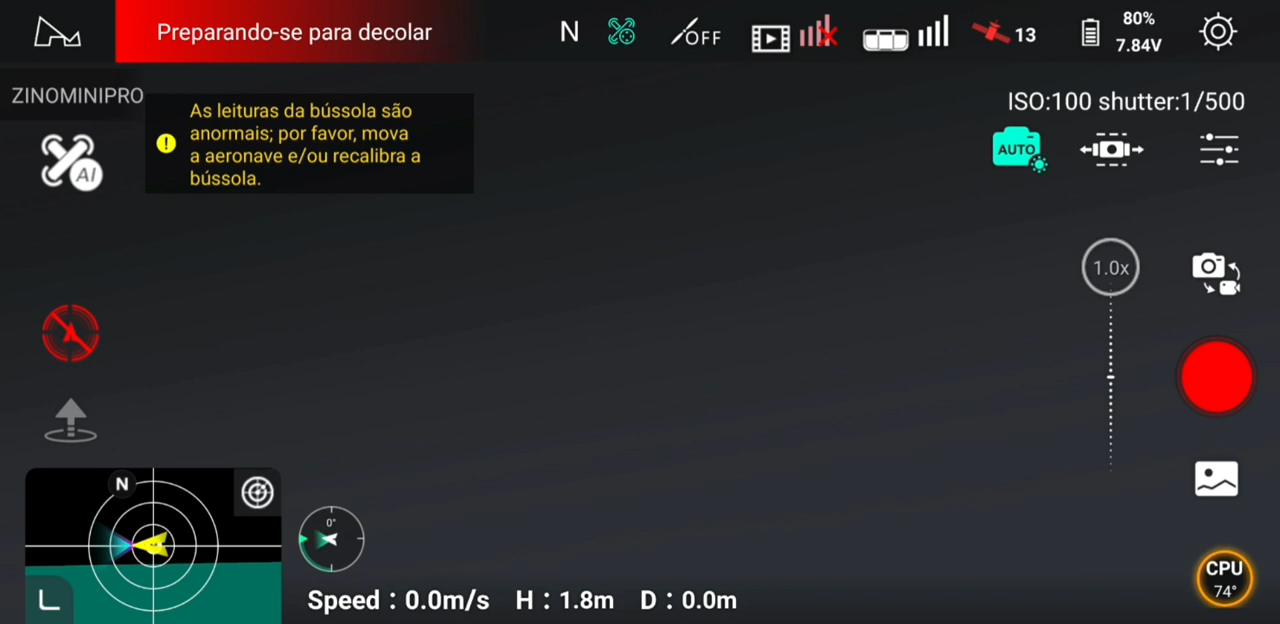 Preparando-se para decolar
N
OFF
13
80%
7.84V
ZINOMINIPRO
As leituras da bússola são
anormais; por favor, mova
a aeronave e/ou recalibra a
bússola.
ISO:100 shutter:1/500
AI
AUTO
1.0x
N
0°
L
Speed : 0.0m/s H : 1.8m D : 0.0m
CPU
74°